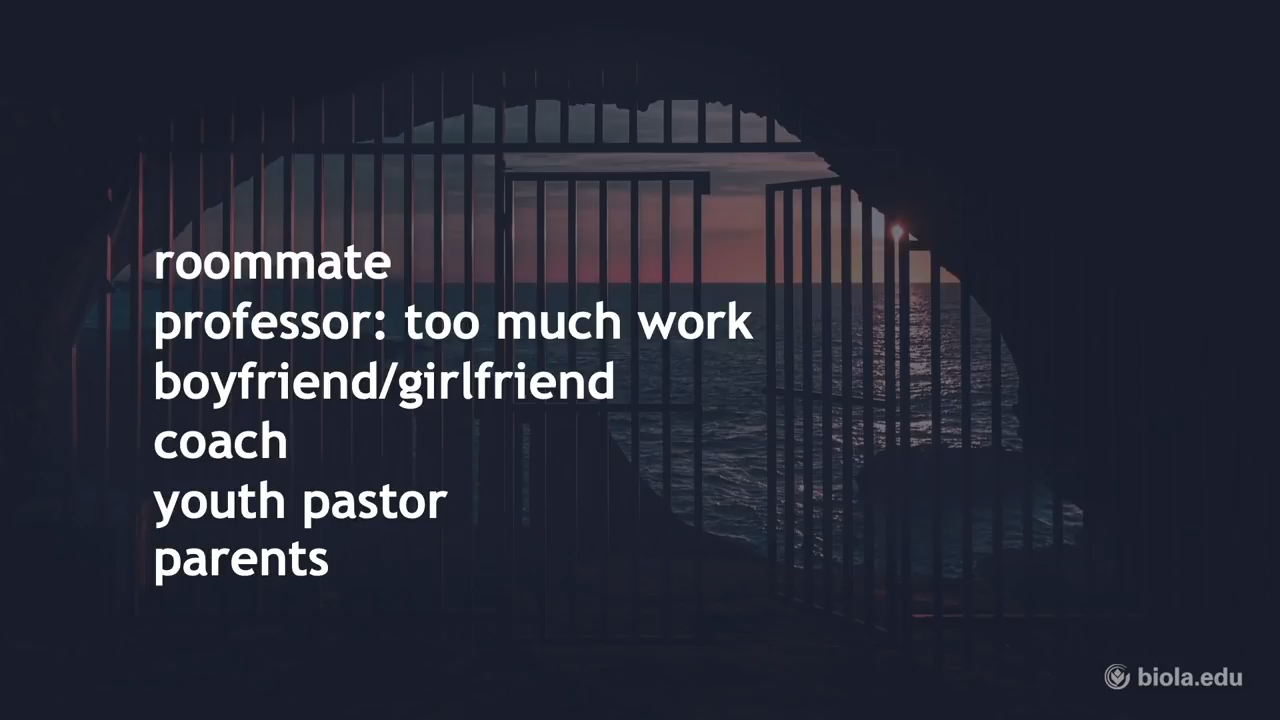 roommate
professor: too much work
boyfriend/girlfriend
coach
youth pastor
parents
biola.edu